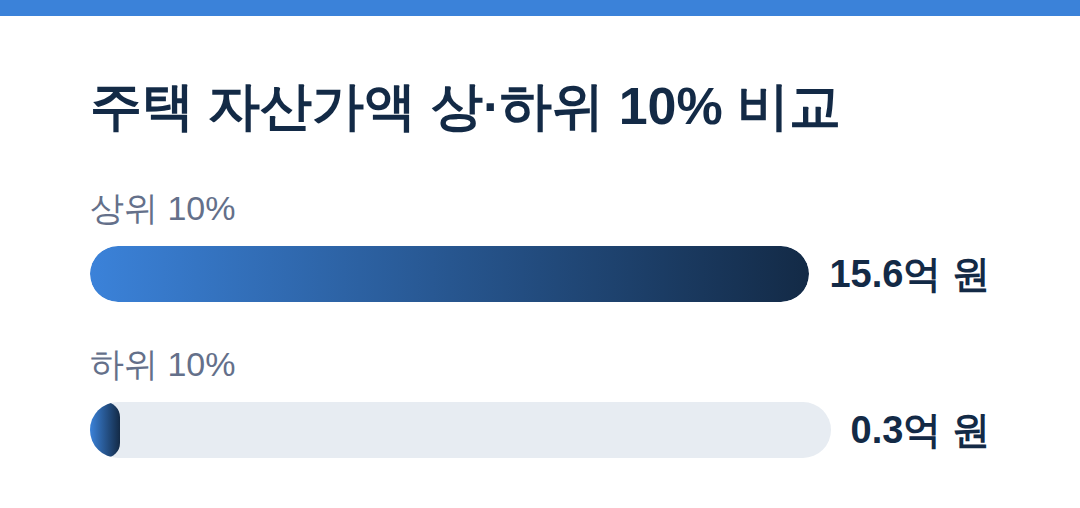 주택 자산가액 상·하위 10% 비교
상위 10%
15.6억 원
하위 10%
0.3억 원